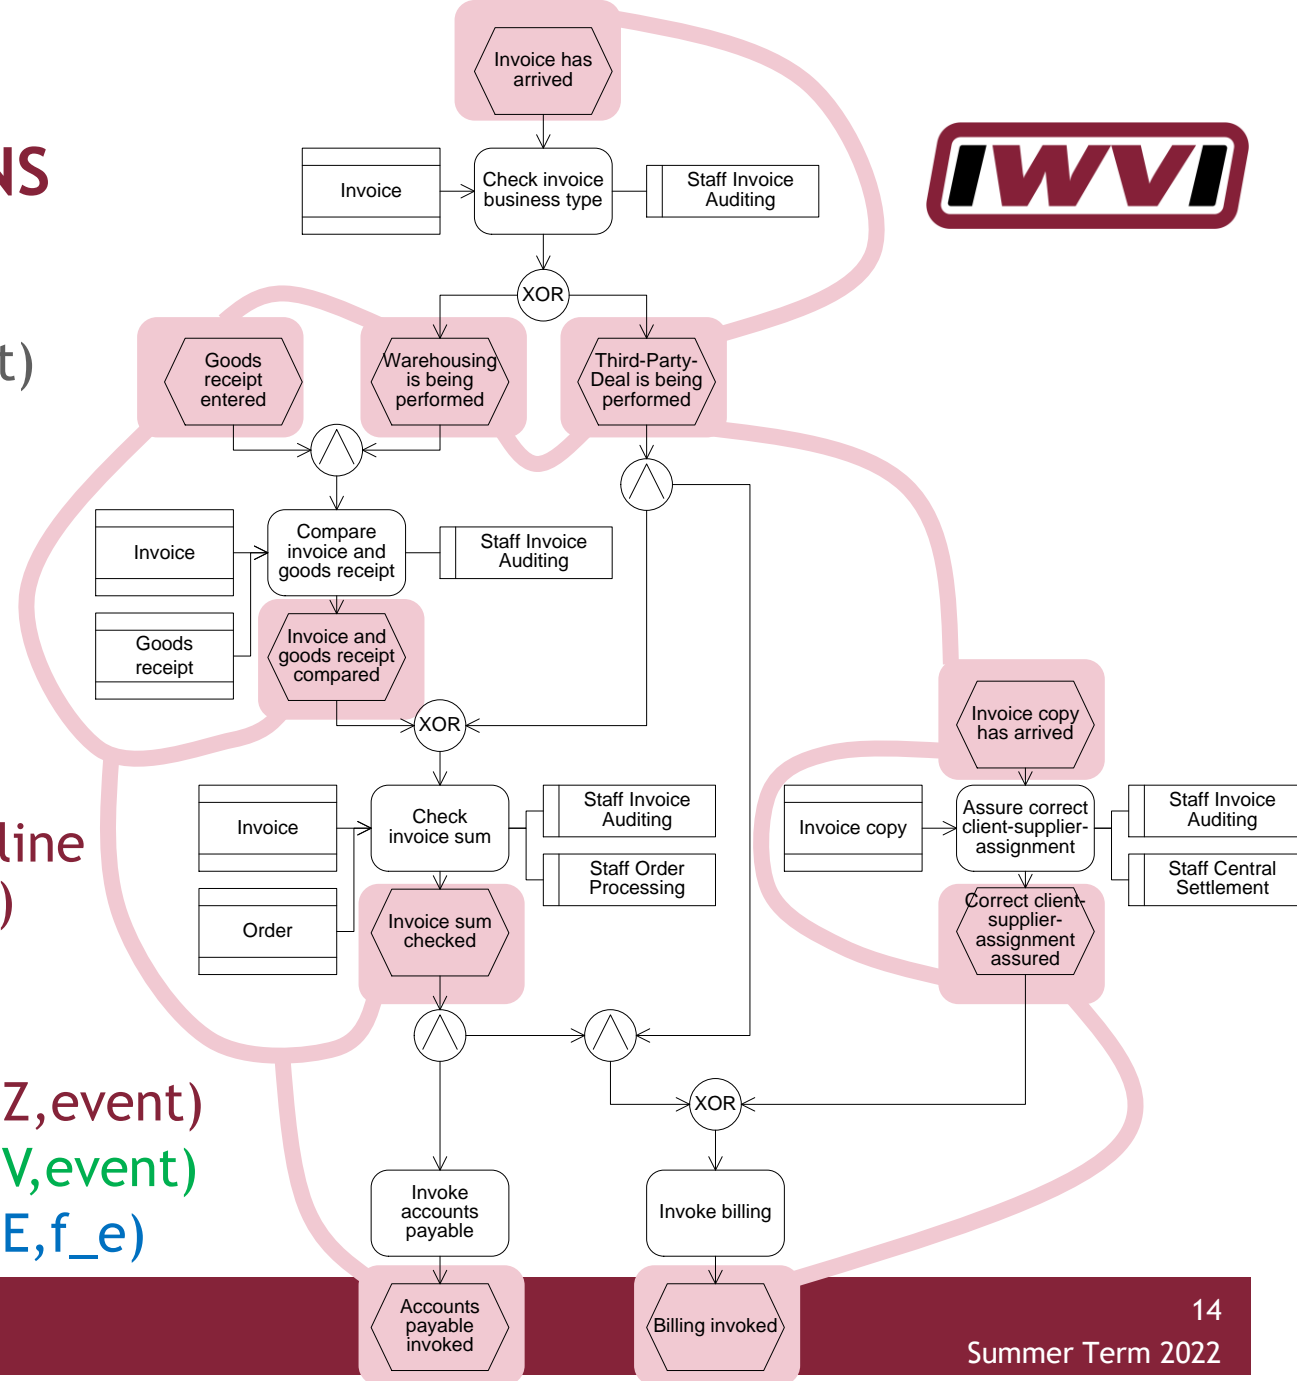 Invoice has
arrived
NS
IWVI
Invoice
Check invoice
business type
Staff Invoice
Auditing
XOR
t)
Goods
receipt
entered
Warehousing
is being
performed
Third-Party-
Deal is being
performed
Invoice
Compare
invoice and
goods receipt
Staff Invoice
Auditing
Goods
receipt
Invoice and
goods receipt
compared
XOR
Invoice copy
has arrived
line
)
Invoice
Check
invoice sum
Staff Invoice
Auditing
Staff Order
Processing
Order
Invoice sum
checked
Invoice copy
Assure correct
client-supplier-
assignment
Staff Invoice
Auditing
Staff Central
Settlement
Correct client-
supplier-
assignment
assured
XOR
Z,event)
V,event)
E,f_e)
Invoke
accounts
payable
Invoke billing
Accounts
payable
invoked
Billing invoked
14
Summer Term 2022